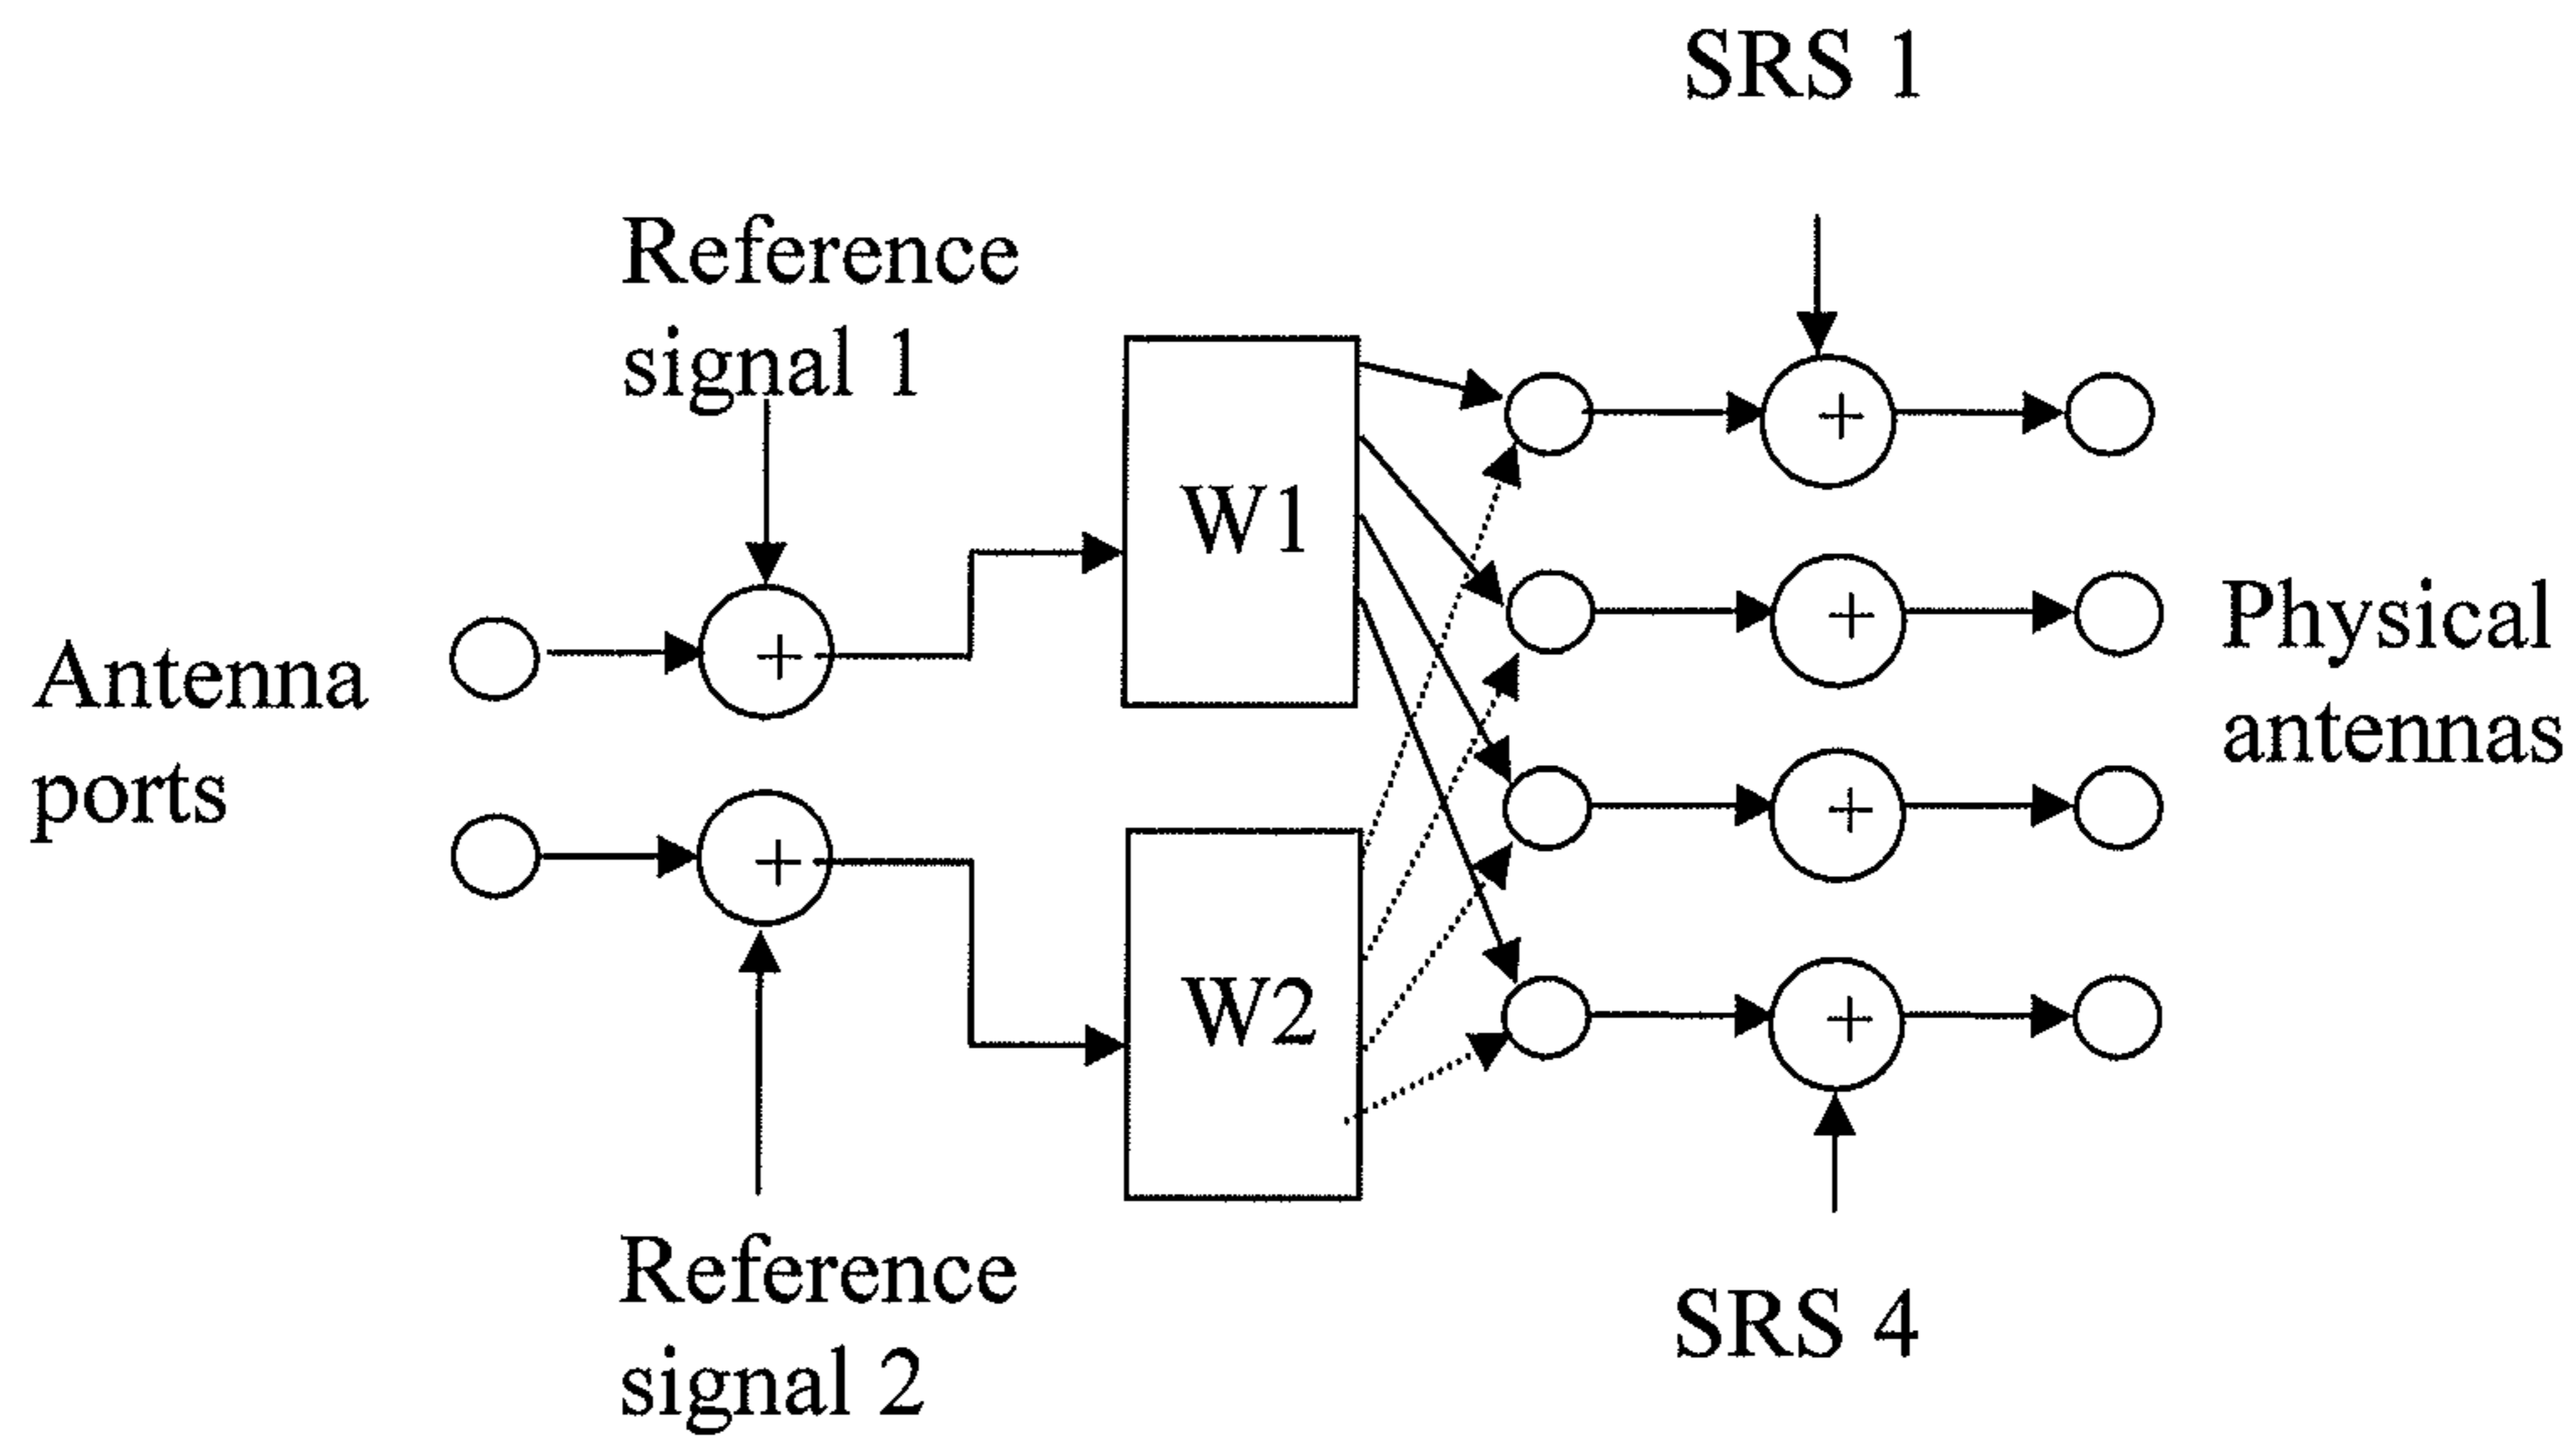 SRS 1
Reference
signal 1
W1
+
+
Antenna
ports
+
+
Physical
antennas
+
+
W2
+
Reference
signal 2
SRS 4